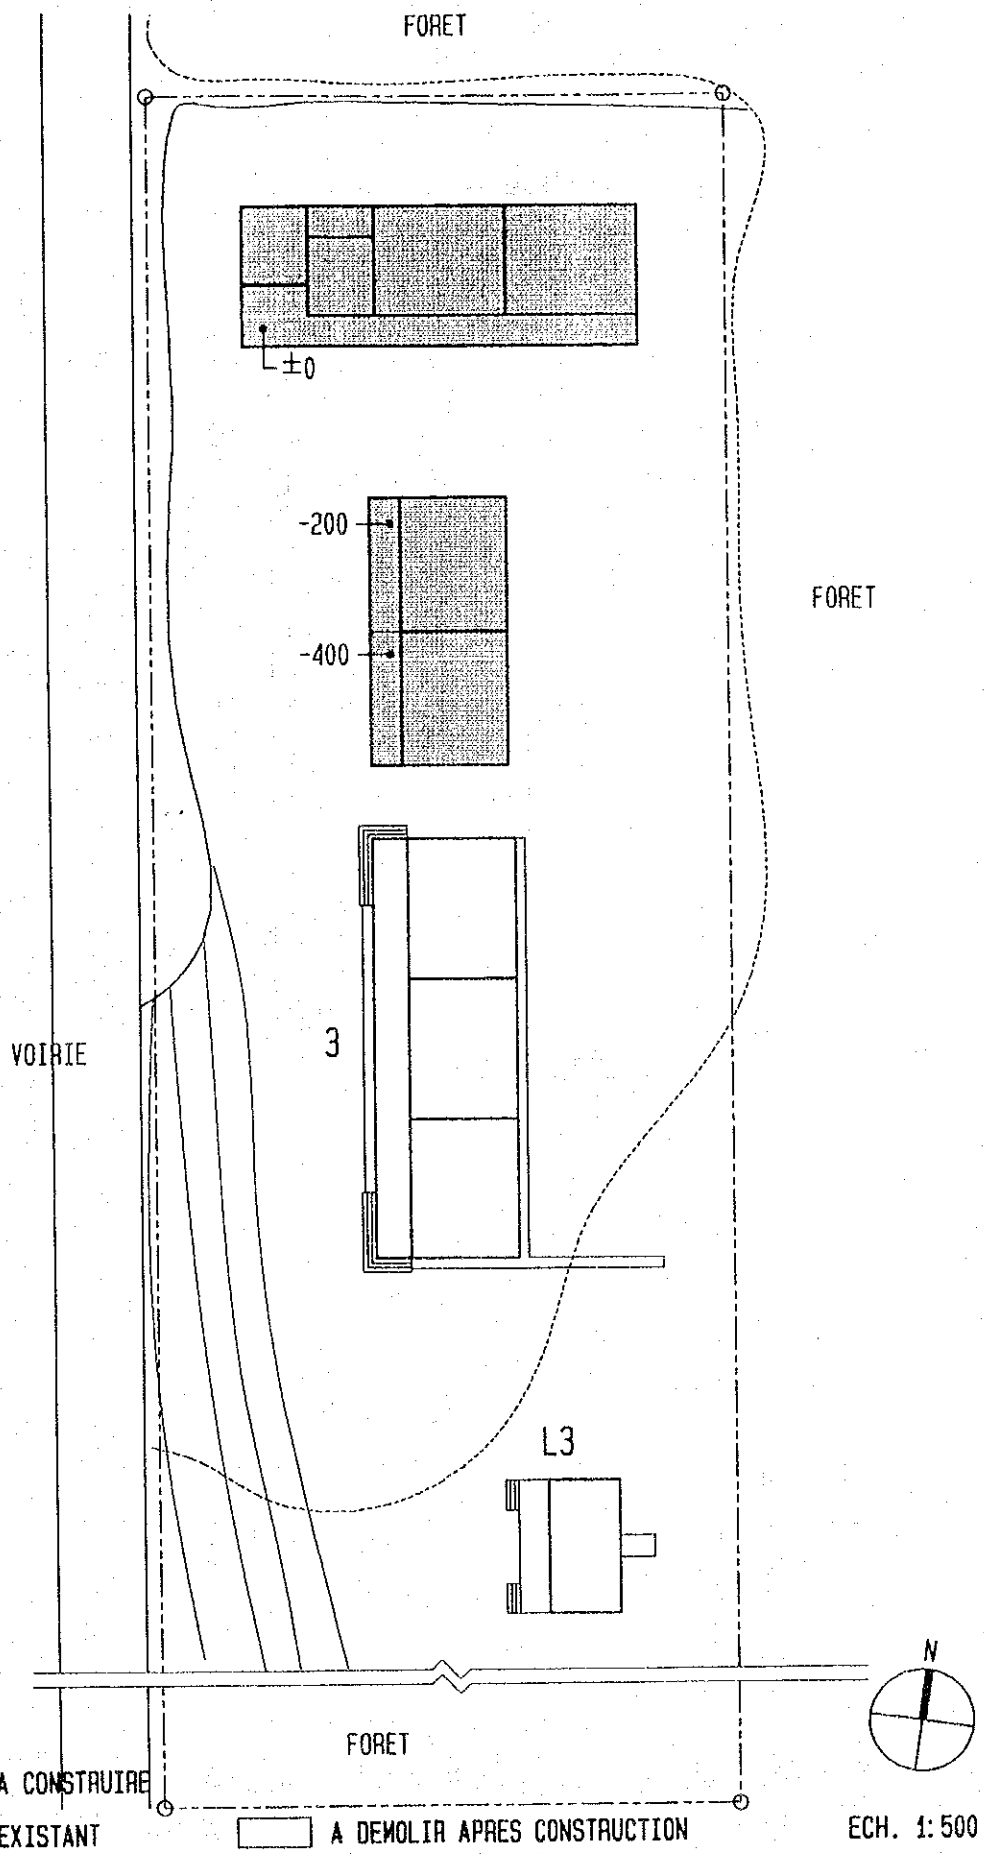 FORET
±0
-200
FORET
-400
3
VOIRIE
L3
N
FORET
A CONSTRUIRE
EXISTANT
A DEMOLIR APRES CONSTRUCTION
ECH. 1:500